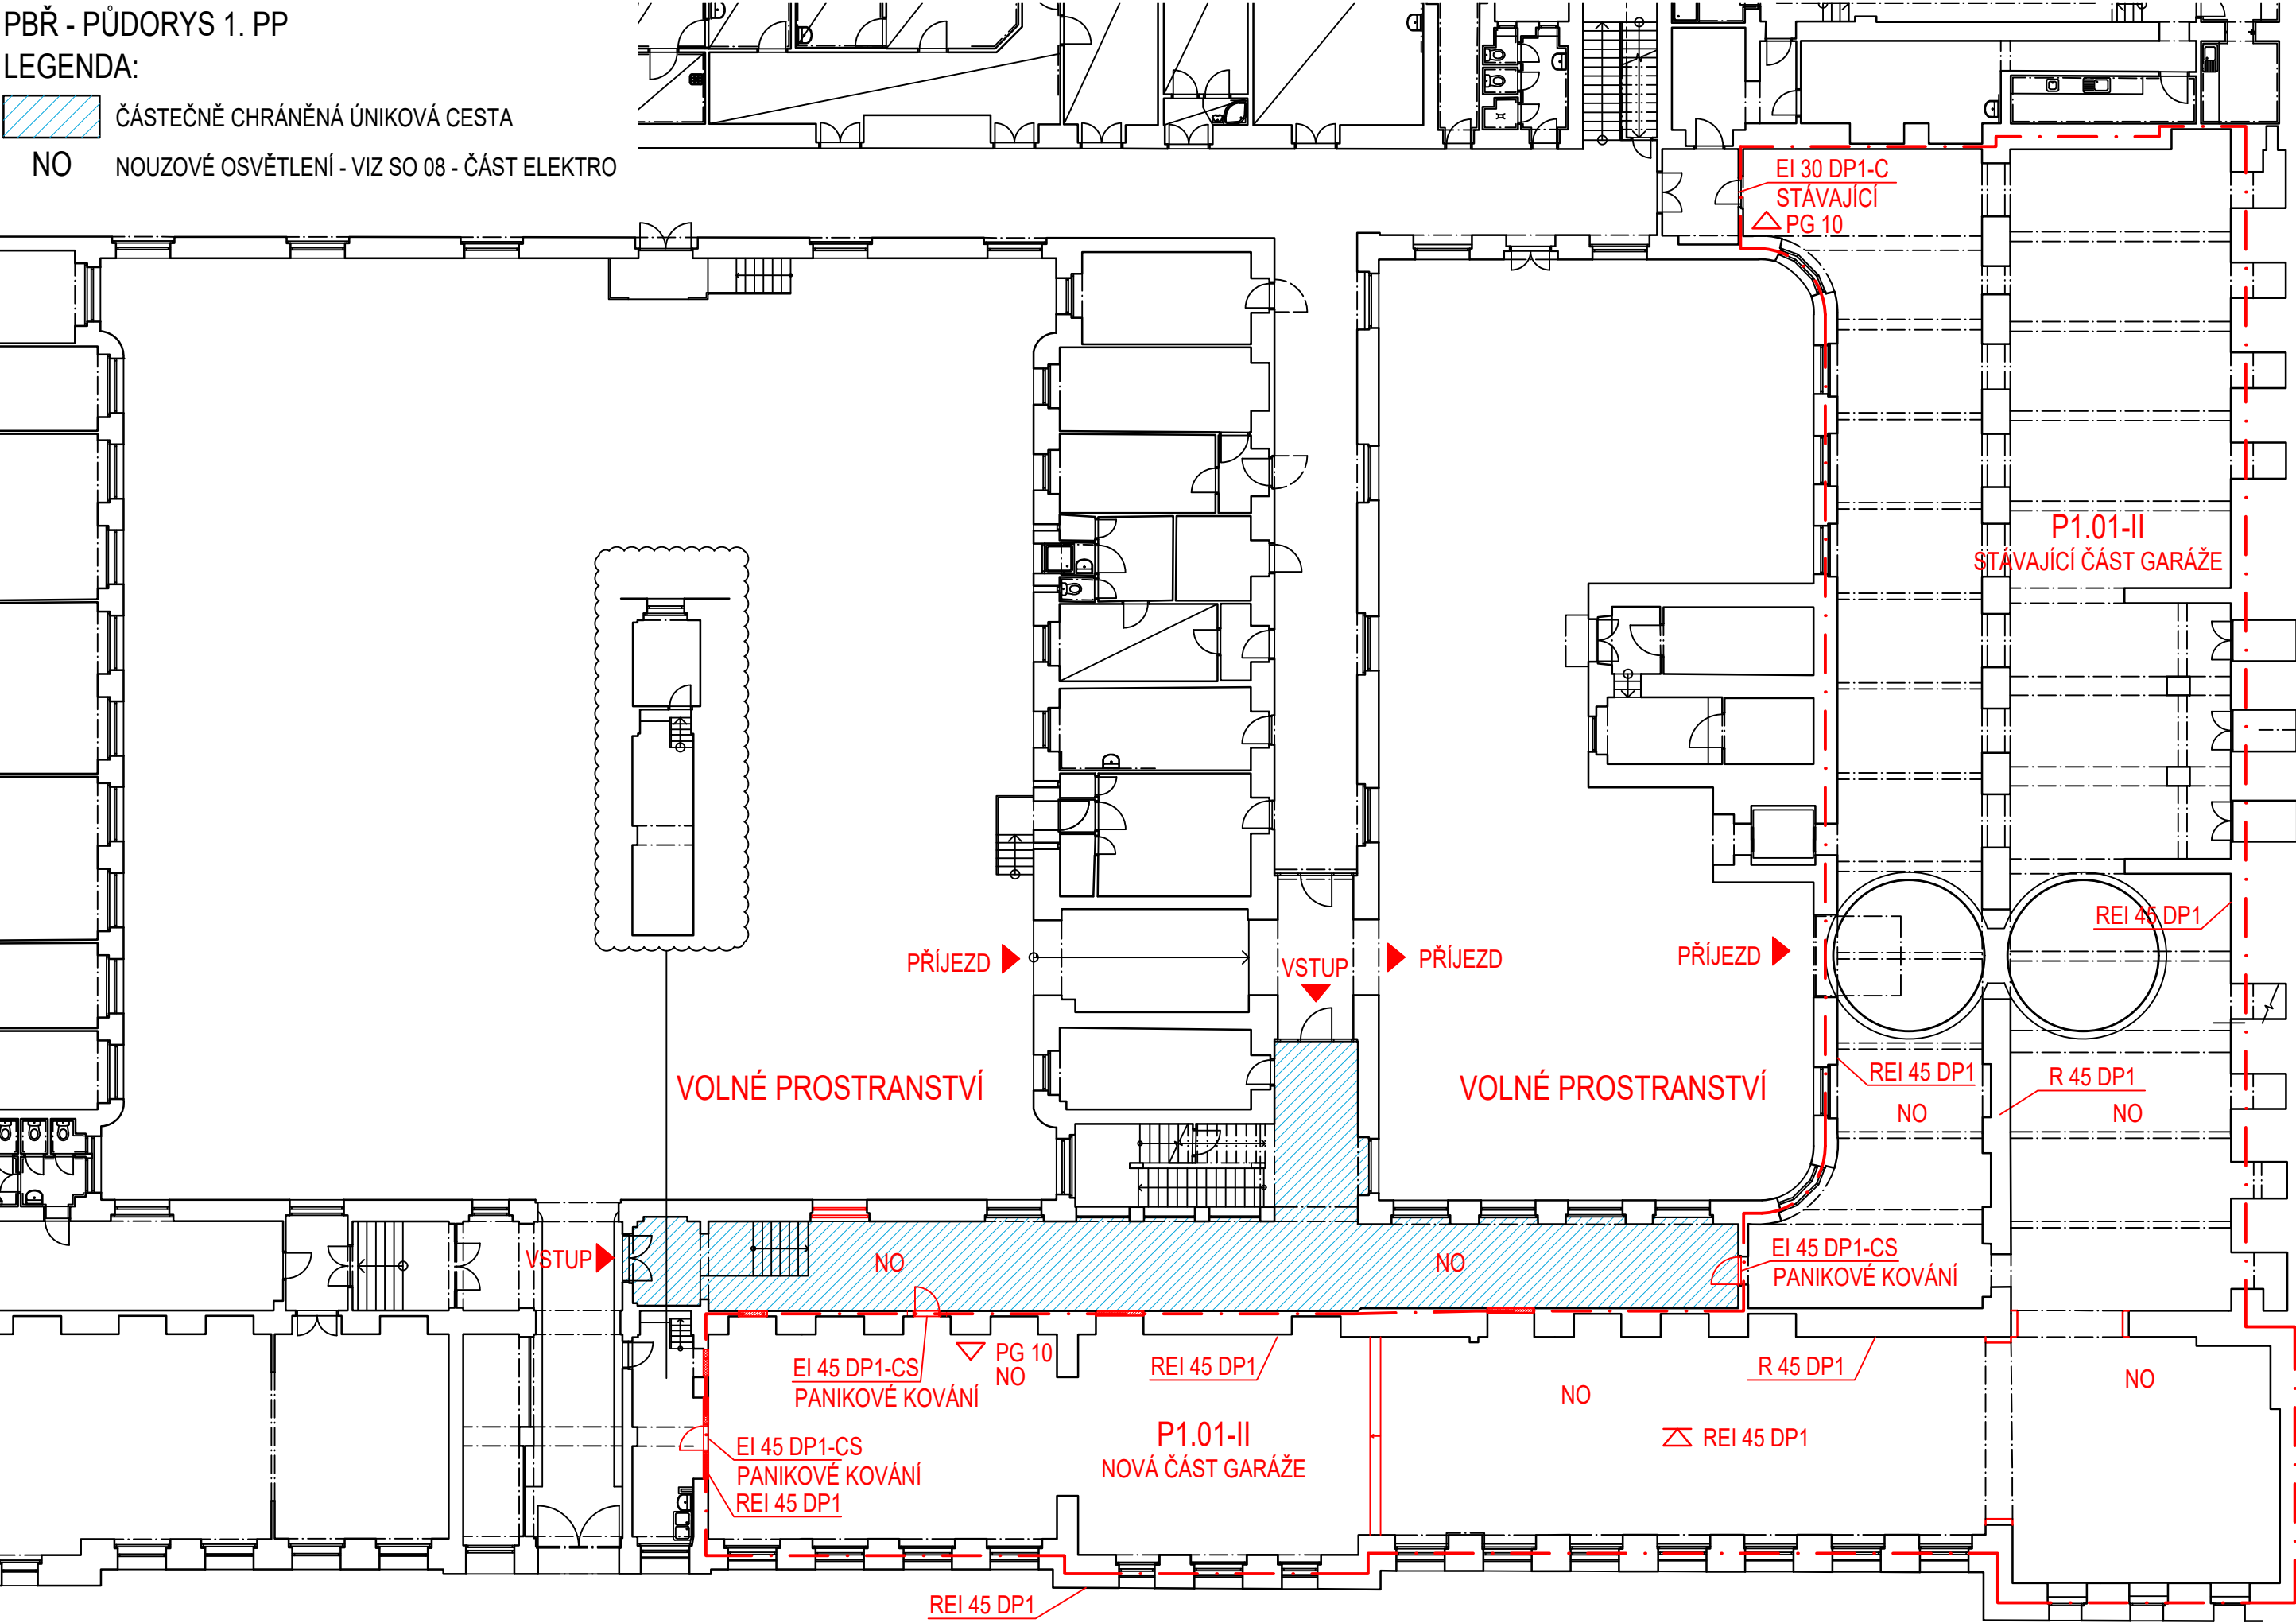 PBŘ - PŮDORYS 1. PP
LEGENDA:
ČÁSTEČNĚ CHRÁNĚNÁ ÚNIKOVÁ CESTA
NO NOUZOVÉ OSVĚTLENÍ - VIZ SO 08 - ČÁST ELEKTRO
EI 30 DP1-C
STÁVAJÍCÍ
PG 10
P1.01-II
STÁVAJÍCÍ ČÁST GARÁŽE
REI 45 DP1
PŘÍJEZD
VSTUP
PŘÍJEZD
PŘÍJEZD
VOLNÉ PROSTRANSTVÍ
VOLNÉ PROSTRANSTVÍ
REI 45 DP1
R 45 DP1
NO
NO
VSTUP
NO
NO
EI 45 DP1-CS
PANIKOVÉ KOVÁNÍ
EI 45 DP1-CS
PANIKOVÉ KOVÁNÍ
PG 10
NO
REI 45 DP1
R 45 DP1
NO
NO
EI 45 DP1-CS
PANIKOVÉ KOVÁNÍ
REI 45 DP1
P1.01-II
NOVÁ ČÁST GARÁŽE
REI 45 DP1
REI 45 DP1